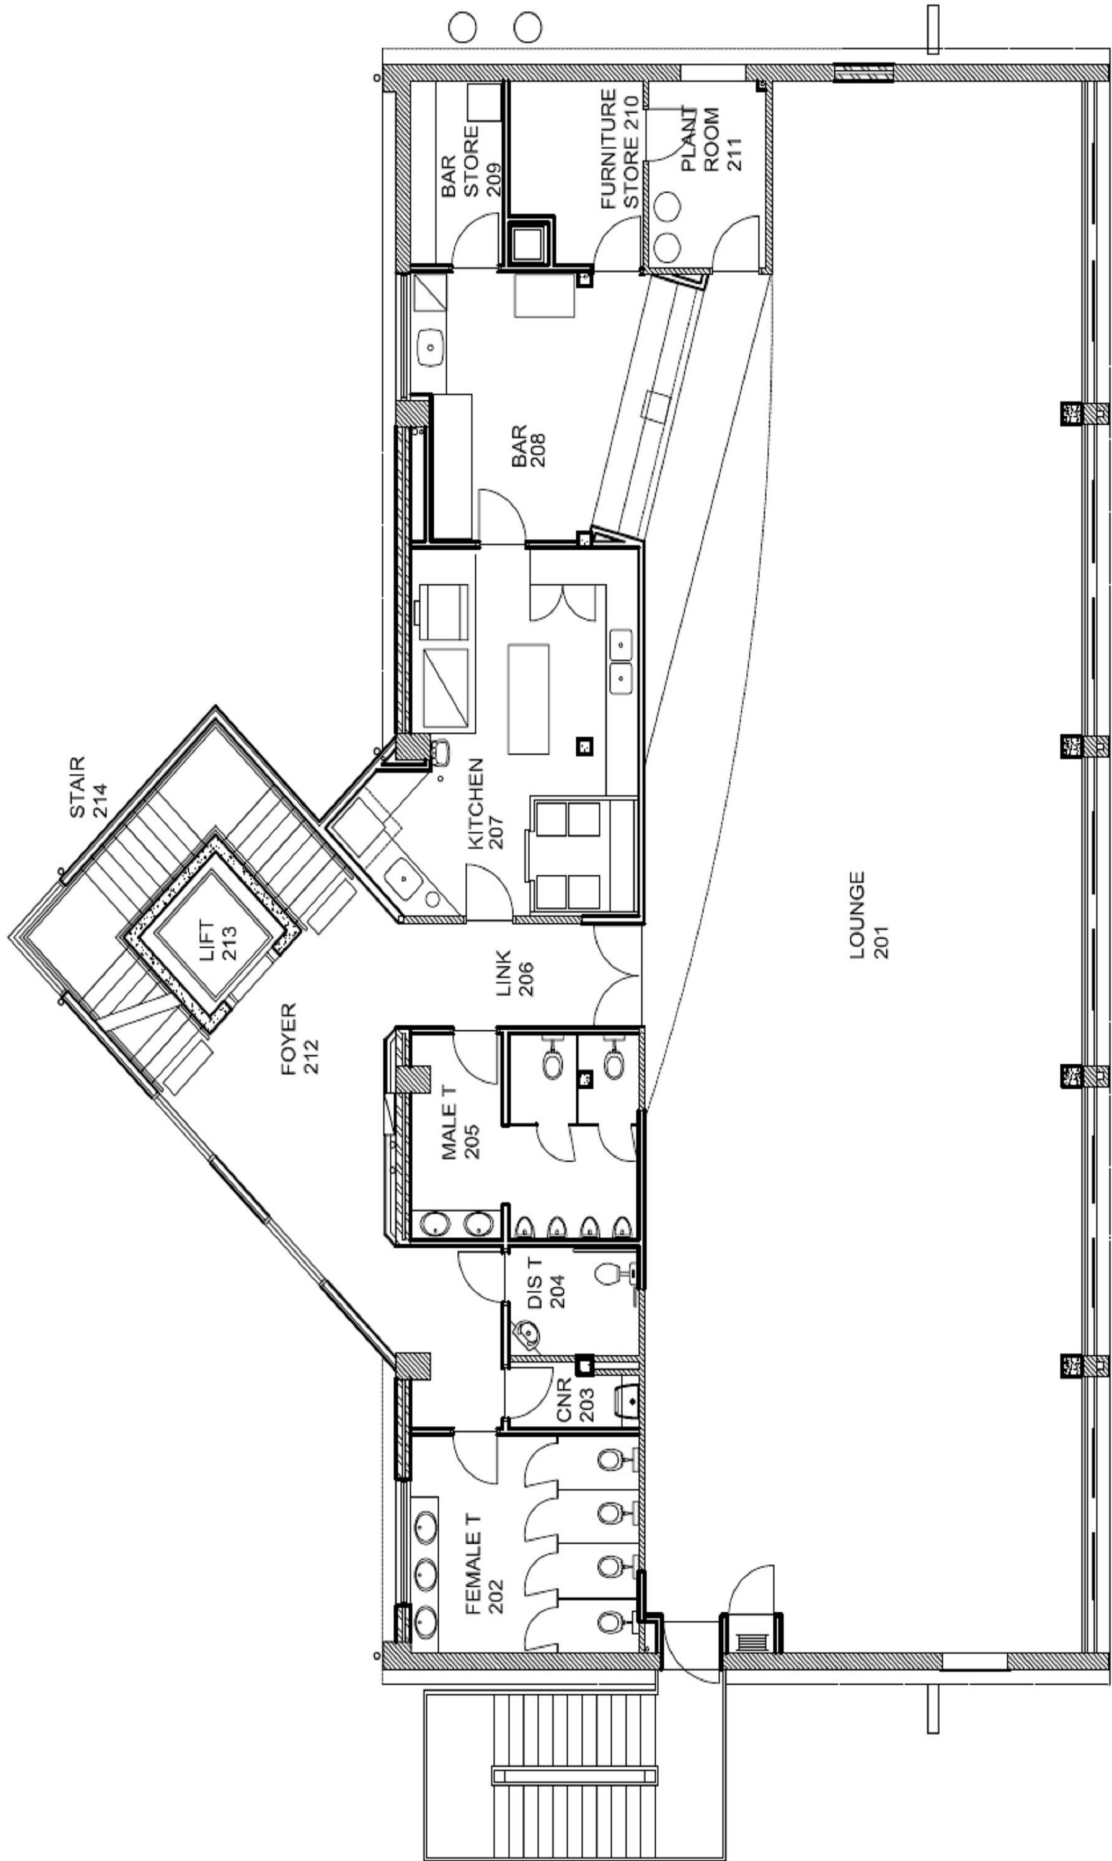 STAIR
214
LIFT
213
FOYER
212
BAR
STORE
209
FURNITURE
STORE 210
PLANT
ROOM
211
BAR
208
KITCHEN
207
LINK
206
MALE T
205
DIS T
204
CNR
203
FEMALE T
202
LOUNGE
201